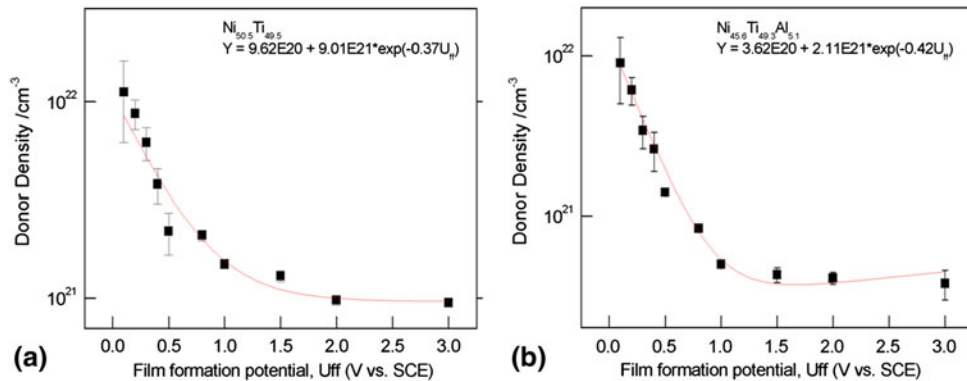 Ni50.5Ti49.5
Y = 9.62E20 + 9.01E21*exp(-0.37Uff)
10^22
10^21
Donor Density /cm^-3
0.0 0.5 1.0 1.5 2.0 2.5 3.0
(a) Film formation potential, Uff (V vs. SCE)
Ni45.6Ti49.3Al5.1
Y = 3.62E20 + 2.11E21*exp(-0.42Uff)
10^22
10^21
Donor Density /cm^-3
0.0 0.5 1.0 1.5 2.0 2.5 3.0
(b) Film formation potential, Uff (V vs. SCE)